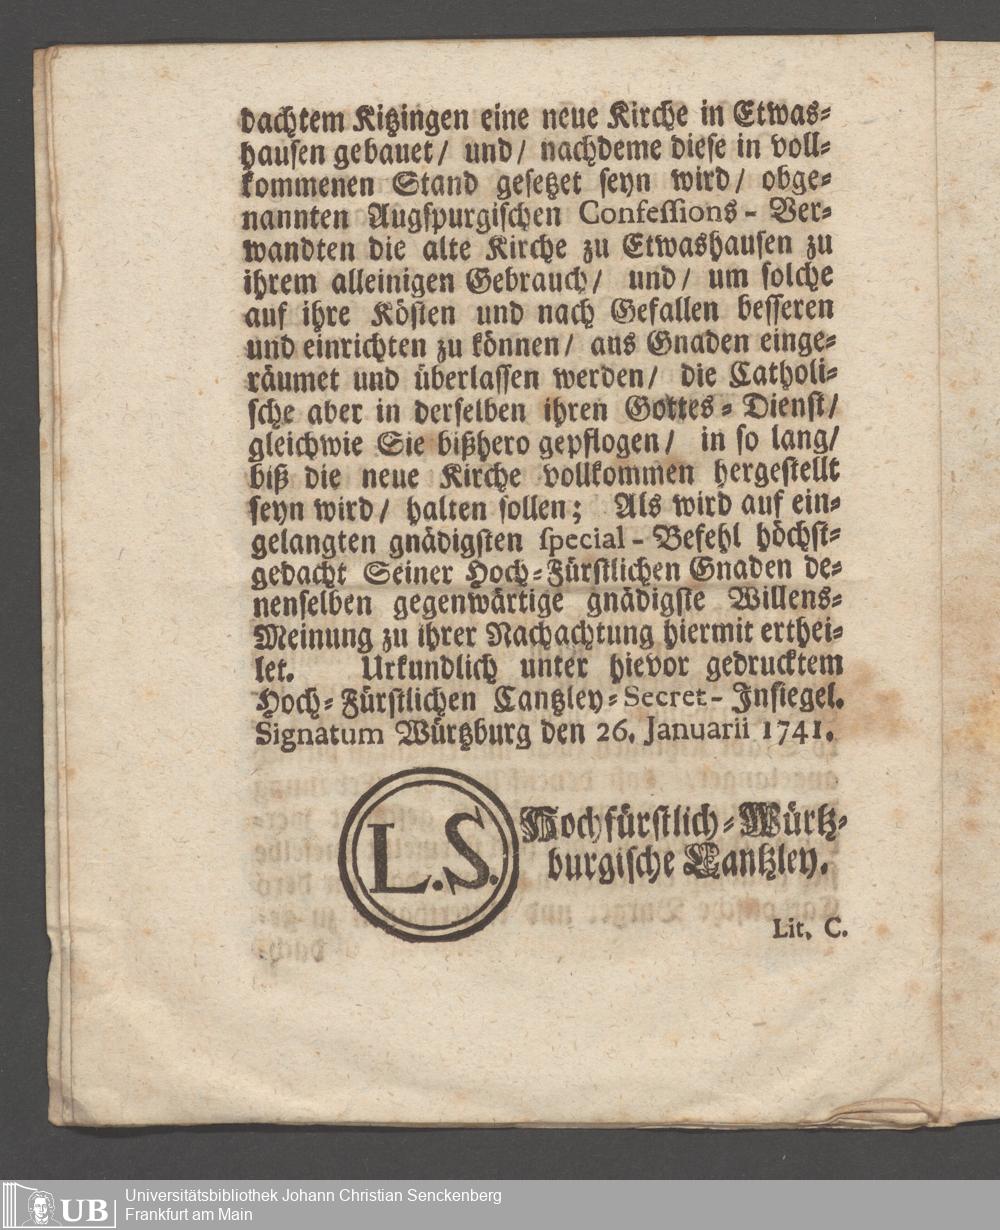 dachtem Kitzingen eine neue Kirche in Etwas-
hausen gebauet/ und/ nachdeme diese in voll-
kommenen Stand gesetzet seyn wird/ obge-
nannten Augspurgischen Confessions - Ver-
wandten die alte Kirche zu Etwashausen zu
ihrem alleinigen Gebrauch/ und/ um solche
auf ihre Kösten und nach Gefallen besseren
und einrichten zu können/ aus Gnaden einge-
räumet und überlassen werden/ die Catholi-
sche aber in derselben ihren Gottes-Dienst/
gleichwie Sie bißhero gepflogen/ in so lang/
biß die neue Kirche vollkommen hergestellt
seyn wird/ halten sollen; Als wird auf ein-
gelangten gnädigsten special - Befehl höchst-
gedacht Seiner Hoch-Fürstlichen Gnaden de-
nenselben gegenwärtige gnädigste Willens-
Meinung zu ihrer Nachachtung hiermit erthei-
let. Urkundlich unter hievor gedrucktem
Hoch-Fürstlichen Cantzley-Secret-Insiegel.
Signatum Würtzburg den 26. Januarii 1741.
L.S.
Hochfürstlich-Würtz-
burgische Cantzley.
Lit. C.
UB
Universitätsbibliothek Johann Christian Senckenberg
Frankfurt am Main